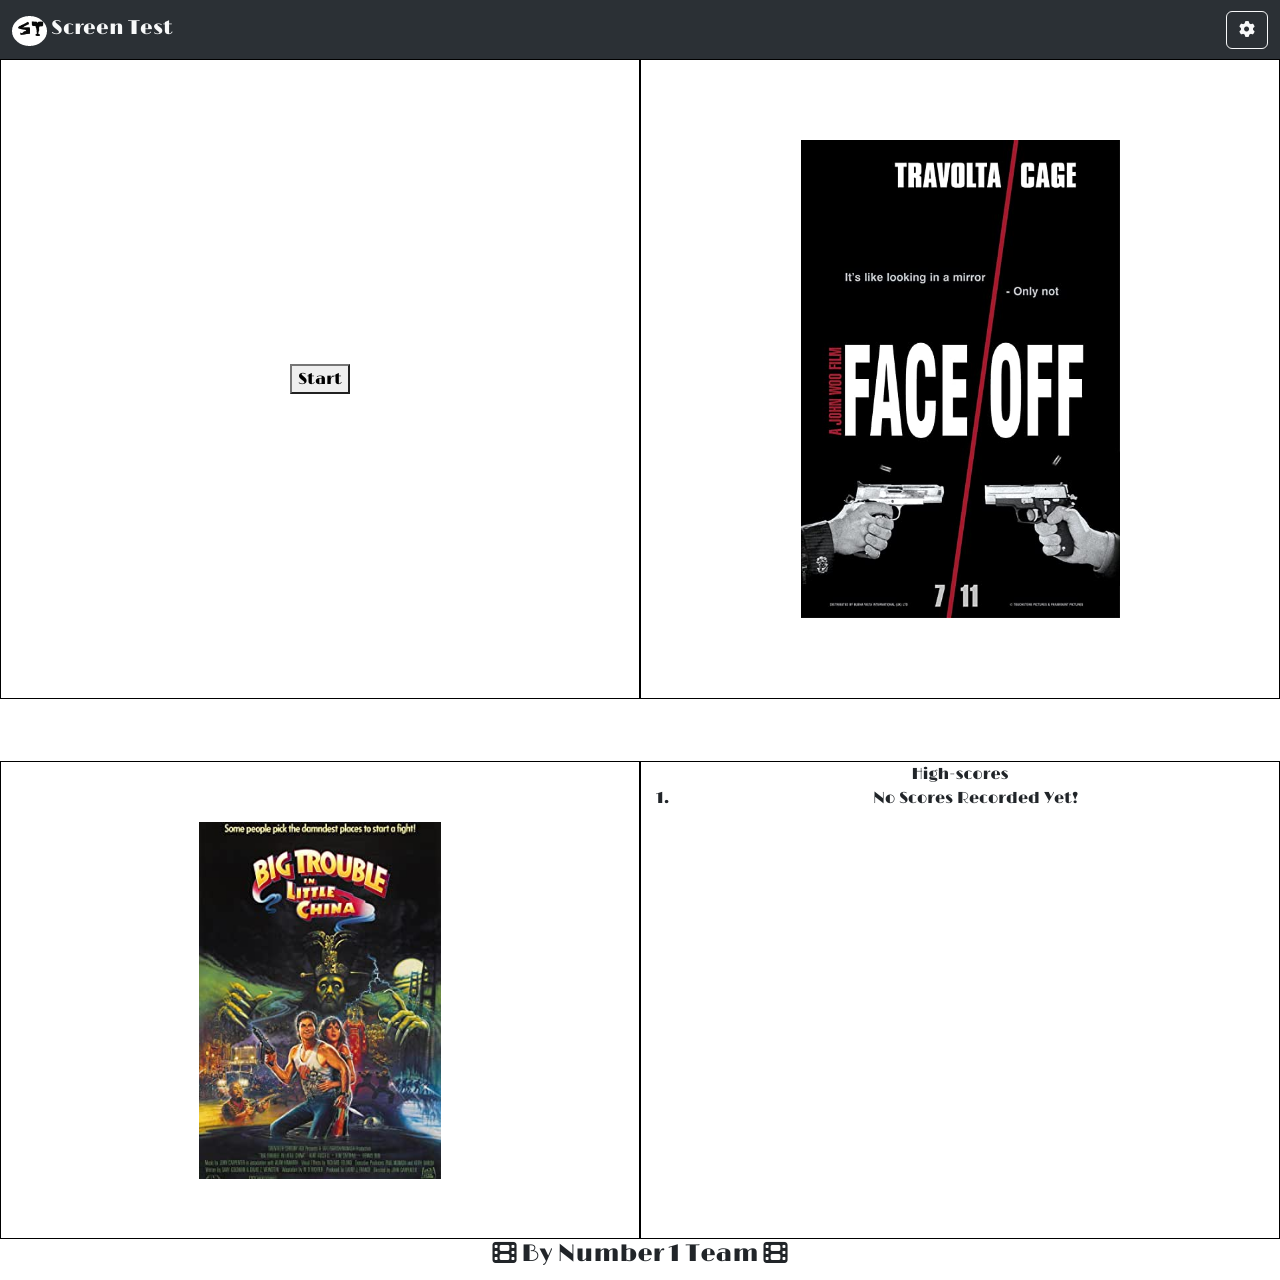 ST Screen Test
Start
TRAVOLTA CAGE
It's like looking in a mirror
- Only not
A JOHN WOO FILM
FACE OFF
7 11
Some people pick the damndest places to start a fight!
BIG TROUBLE
IN
LITTLE
CHINA
High-scores
1. No Scores Recorded Yet!
By Number 1 Team